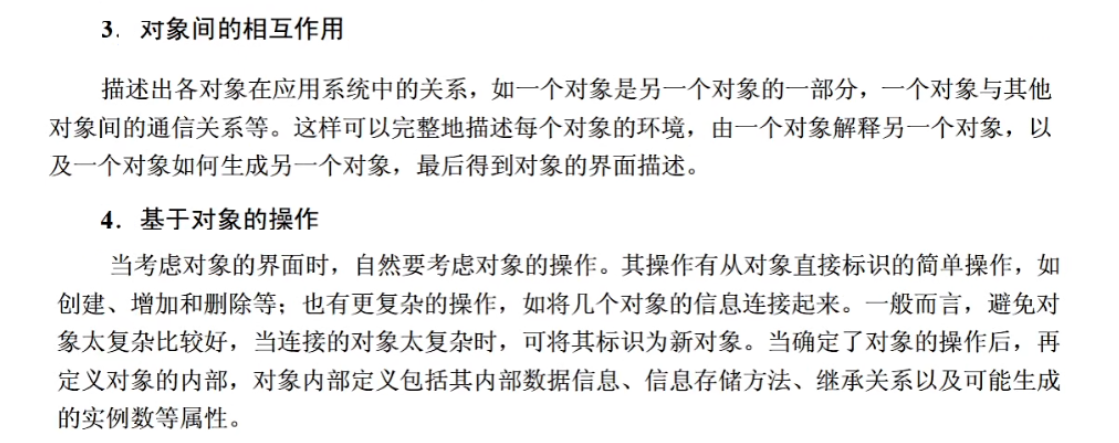 3. 对象间的相互作用
描述出各对象在应用系统中的关系，如一个对象是另一个对象的一部分，一个对象与其他
对象间的通信关系等。这样可以完整地描述每个对象的环境，由一个对象解释另一个对象，以
及一个对象如何生成另一个对象，最后得到对象的界面描述。
4. 基于对象的操作
当考虑对象的界面时，自然要考虑对象的操作。其操作有从对象直接标识的简单操作，如
创建、增加和删除等；也有更复杂的操作，如将几个对象的信息连接起来。一般而言，避免对
象太复杂比较好，当连接的对象太复杂时，可将其标识为新对象。当确定了对象的操作后，再
定义对象的内部，对象内部定义包括其内部数据信息、信息存储方法、继承关系以及可能生成
的实例数等属性。